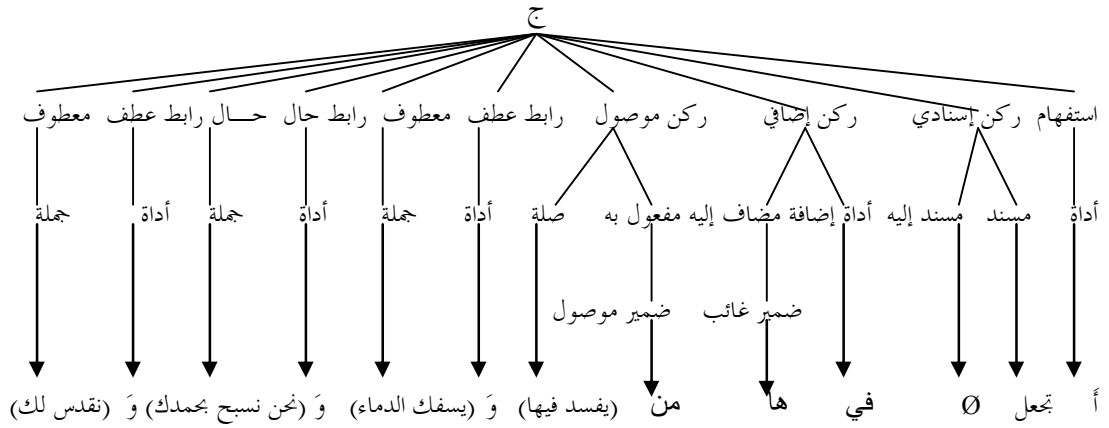 ج
استفهام ركن إسنادي ركن إضافي ركن موصول رابط عطف معطوف رابط حال حـــال رابط عطف معطوف
أداة مسند مسند إليه أداة إضافة مضاف إليه مفعول به صلة أداة جملة أداة جملة أداة جملة
ضمير غائب ضمير موصول
أَ تجعل Ø في ها من (يفسد فيها) وَ (يسفك الدماء) وَ (نحن نسبح بحمدك) وَ (نقدس لك)